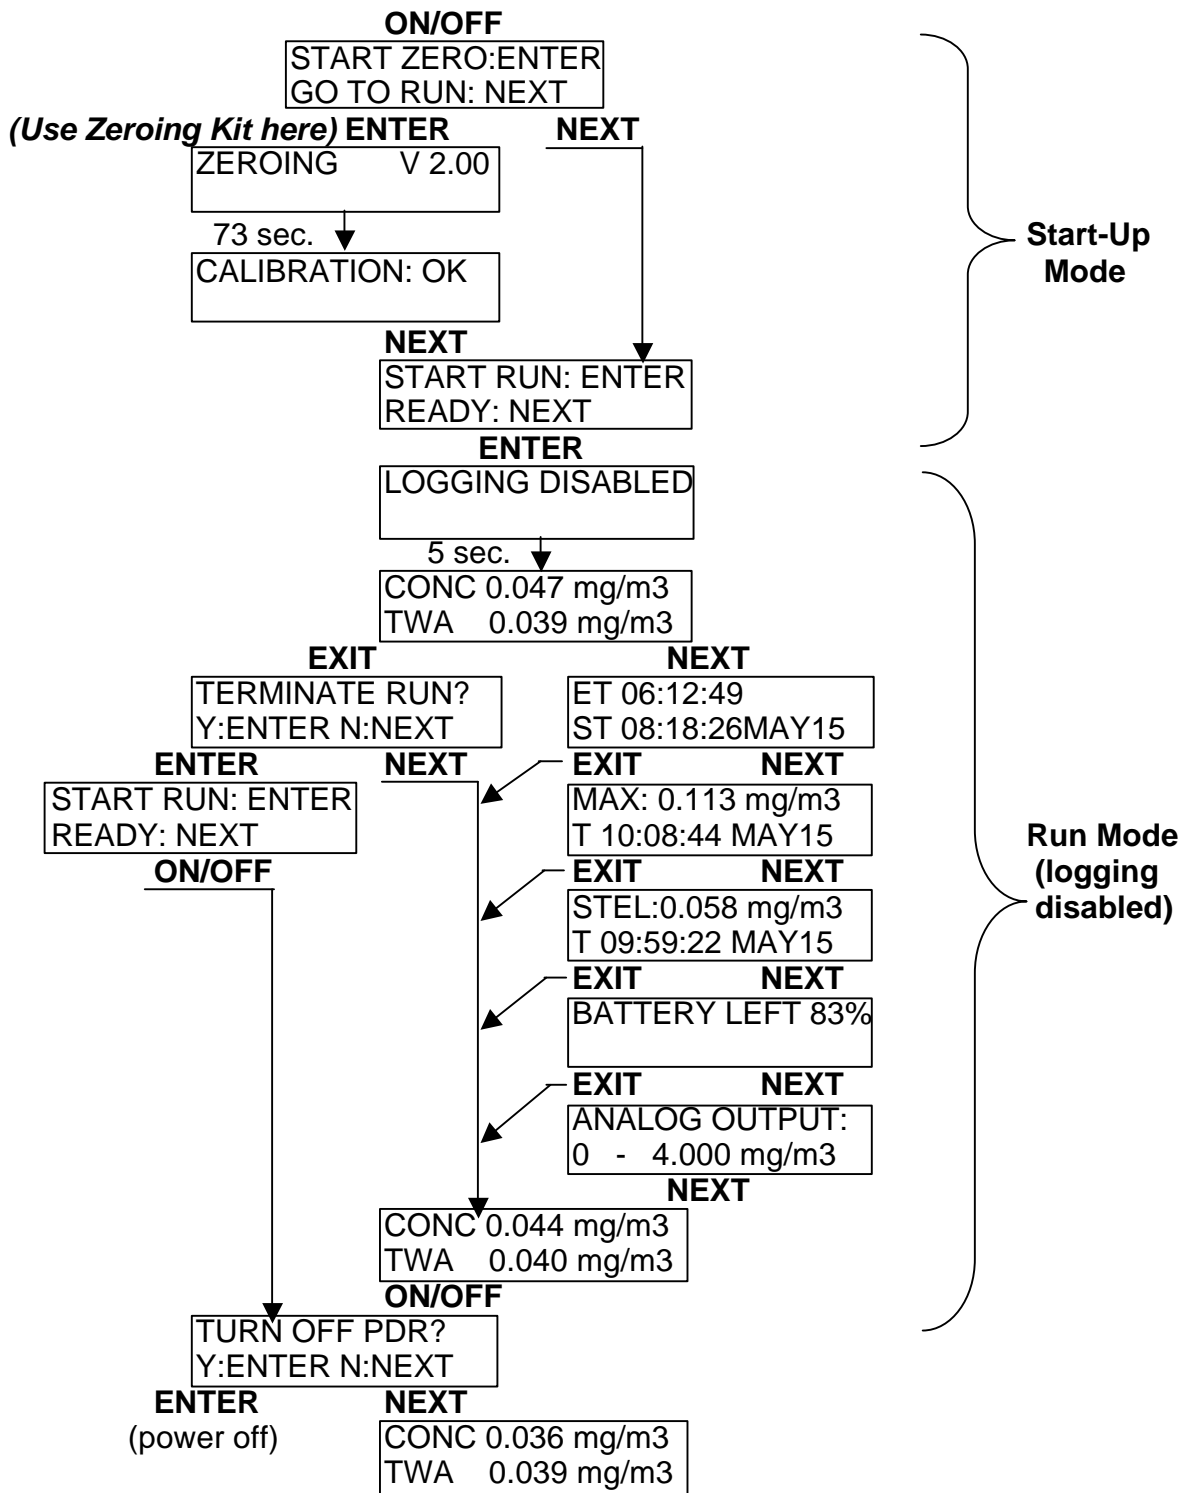 ON/OFF
START ZERO:ENTER
GO TO RUN: NEXT
(Use Zeroing Kit here) ENTER NEXT
ZEROING V 2.00
73 sec.
CALIBRATION: OK
Start-Up
Mode
NEXT
START RUN: ENTER
READY: NEXT
ENTER
LOGGING DISABLED
5 sec.
CONC 0.047 mg/m3
TWA 0.039 mg/m3
EXIT NEXT
TERMINATE RUN?
Y:ENTER N:NEXT
ET 06:12:49
ST 08:18:26MAY15
ENTER NEXT EXIT NEXT
START RUN: ENTER
READY: NEXT
MAX: 0.113 mg/m3
T 10:08:44 MAY15
Run Mode
(logging
disabled)
ON/OFF
EXIT NEXT
STEL:0.058 mg/m3
T 09:59:22 MAY15
EXIT NEXT
BATTERY LEFT 83%
EXIT NEXT
ANALOG OUTPUT:
0 - 4.000 mg/m3
NEXT
CONC 0.044 mg/m3
TWA 0.040 mg/m3
ON/OFF
TURN OFF PDR?
Y:ENTER N:NEXT
ENTER NEXT
(power off)
CONC 0.036 mg/m3
TWA 0.039 mg/m3